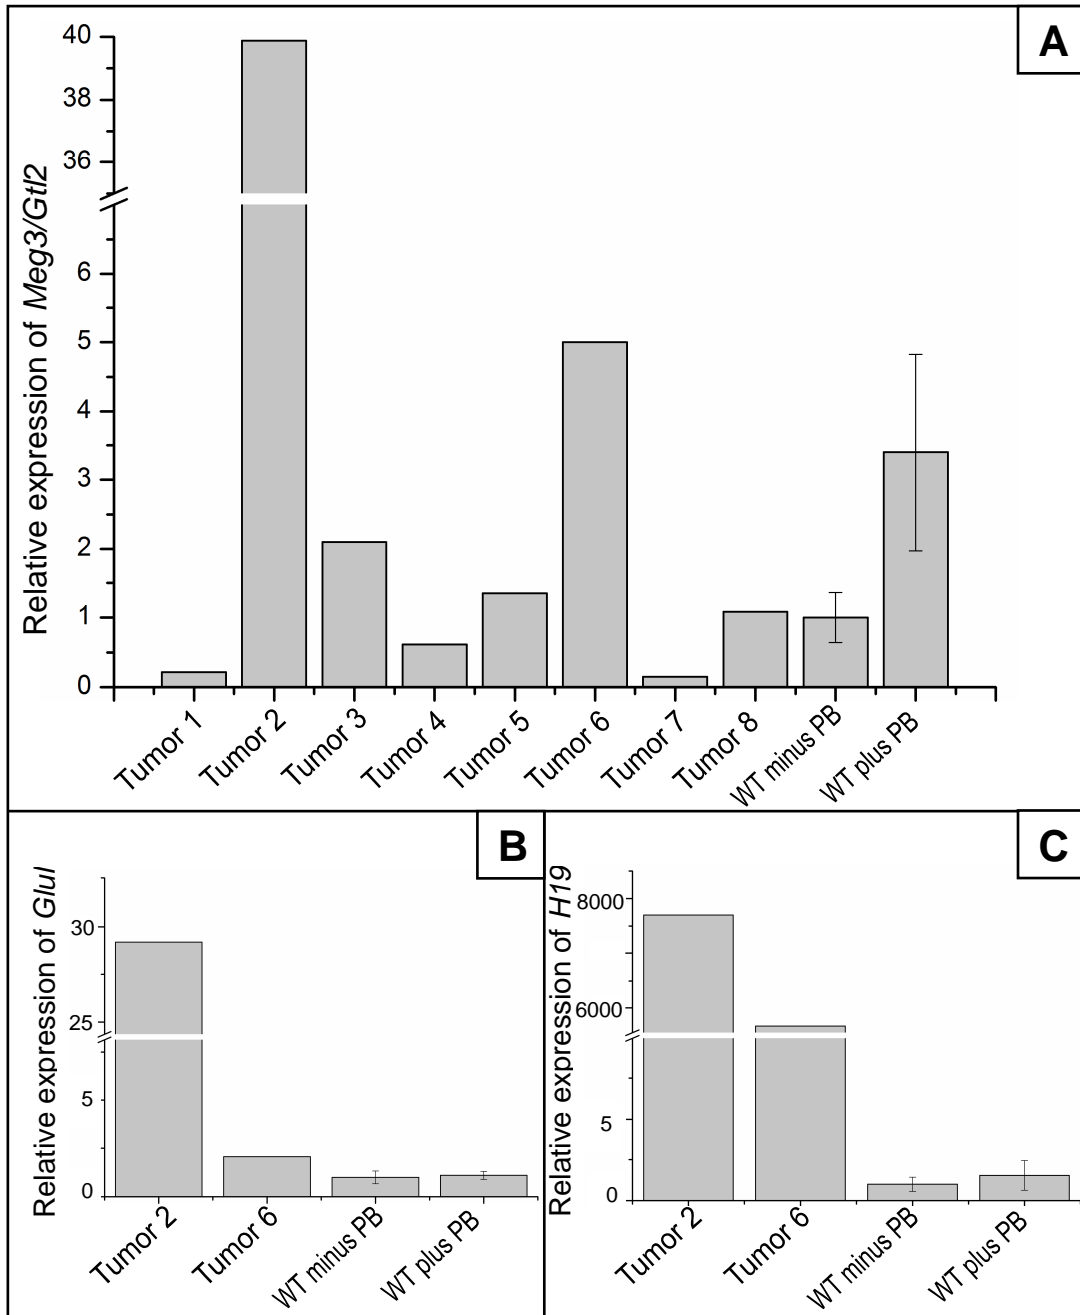 A
Relative expression of Meg3/Gtl2
40
38
36
6
5
4
3
2
1
0
Tumor 1
Tumor 2
Tumor 3
Tumor 4
Tumor 5
Tumor 6
Tumor 7
Tumor 8
WT minus PB
WT plus PB
B
Relative expression of Glul
30
25
5
0
Tumor 2
Tumor 6
WT minus PB
WT plus PB
C
Relative expression of H19
8000
6000
5
0
Tumor 2
Tumor 6
WT minus PB
WT plus PB